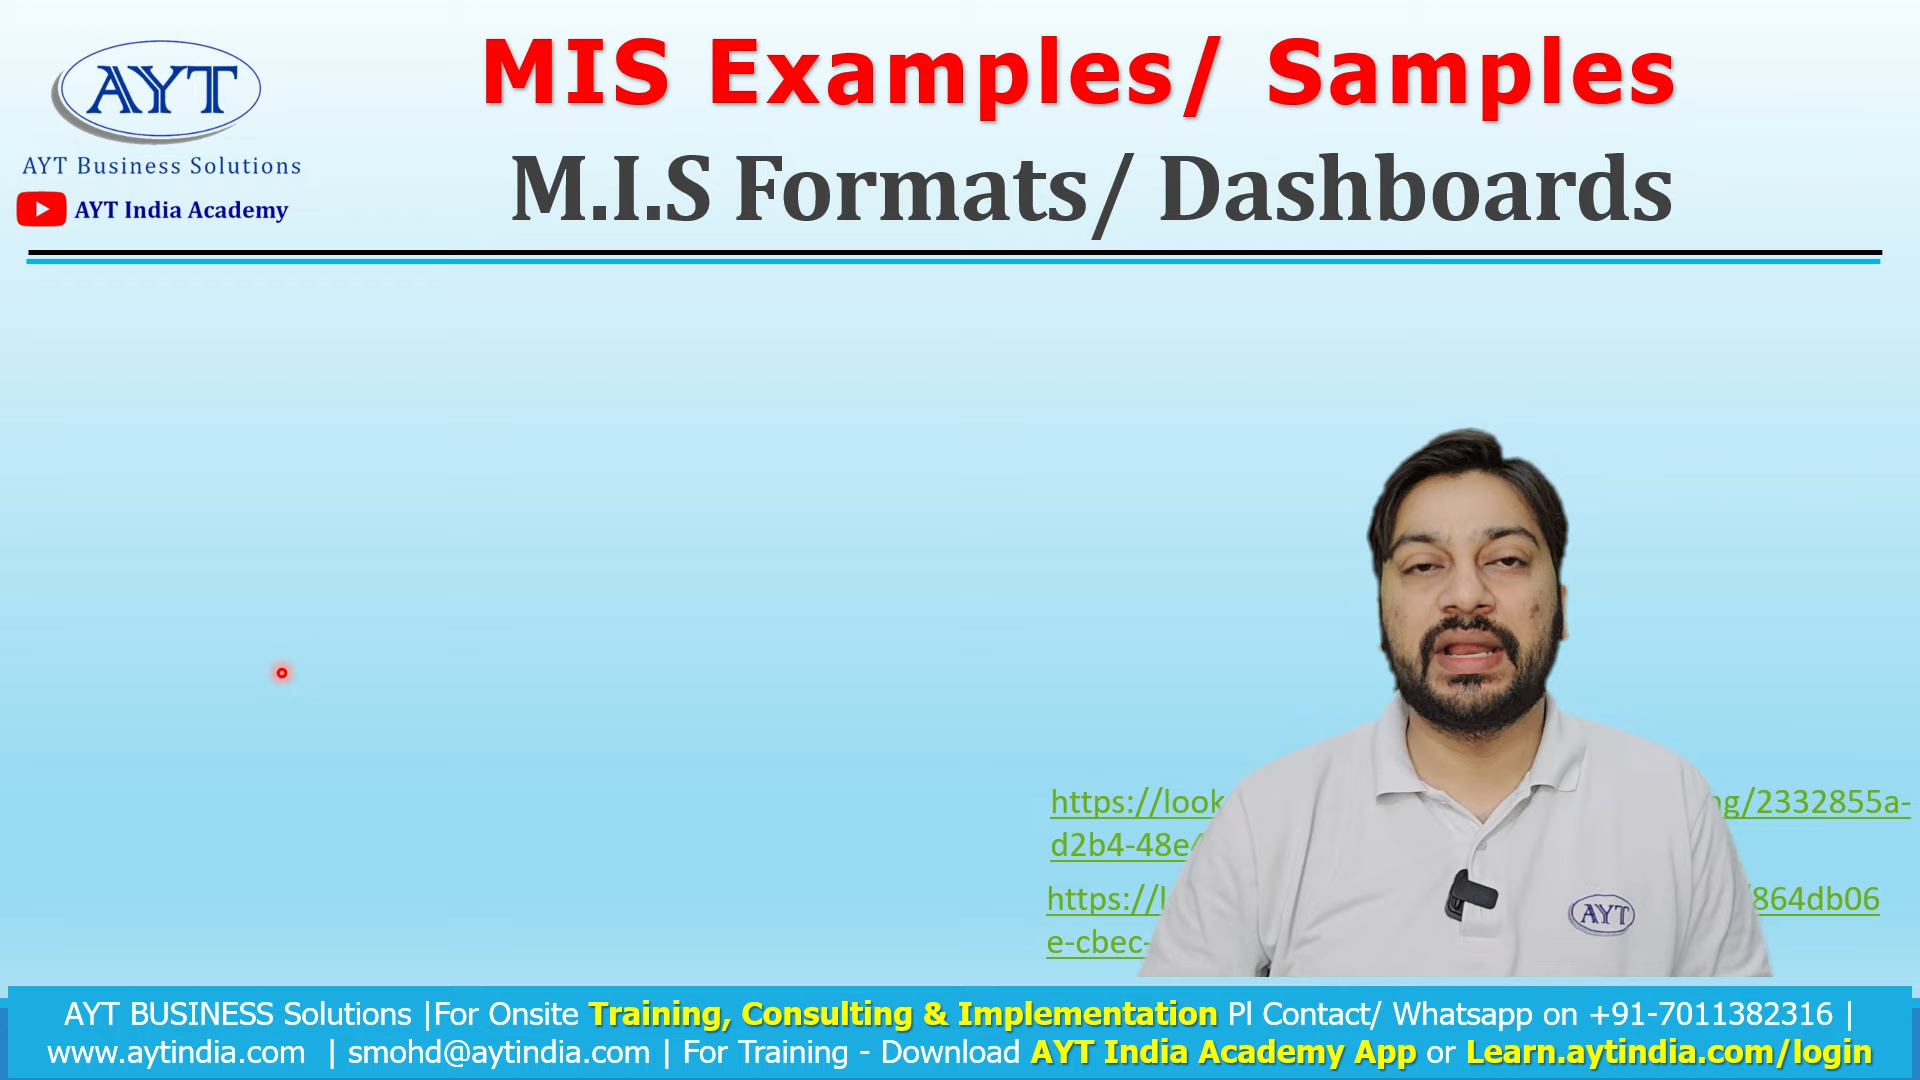 MIS Examples/ Samples
M.I.S Formats/ Dashboards
AYT
AYT Business Solutions
AYT India Academy
https://look ng/2332855a-
d2b4-48e4
https://l /864db06
e-cbec-
AYT
AYT BUSINESS Solutions |For Onsite Training, Consulting & Implementation Pl Contact/ Whatsapp on +91-7011382316 |
www.aytindia.com | smohd@aytindia.com | For Training - Download AYT India Academy App or Learn.aytindia.com/login